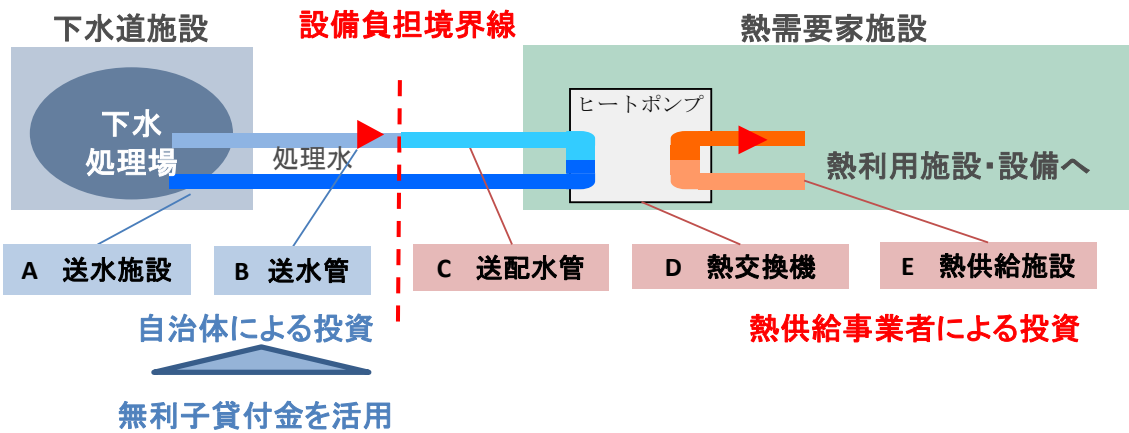 下水道施設
設備負担境界線
熱需要家施設
ヒートポンプ
下水
処理場
処理水
熱利用施設・設備へ
A 送水施設
B 送水管
C 送配水管
D 熱交換機
E 熱供給施設
自治体による投資
熱供給事業者による投資
無利子貸付金を活用